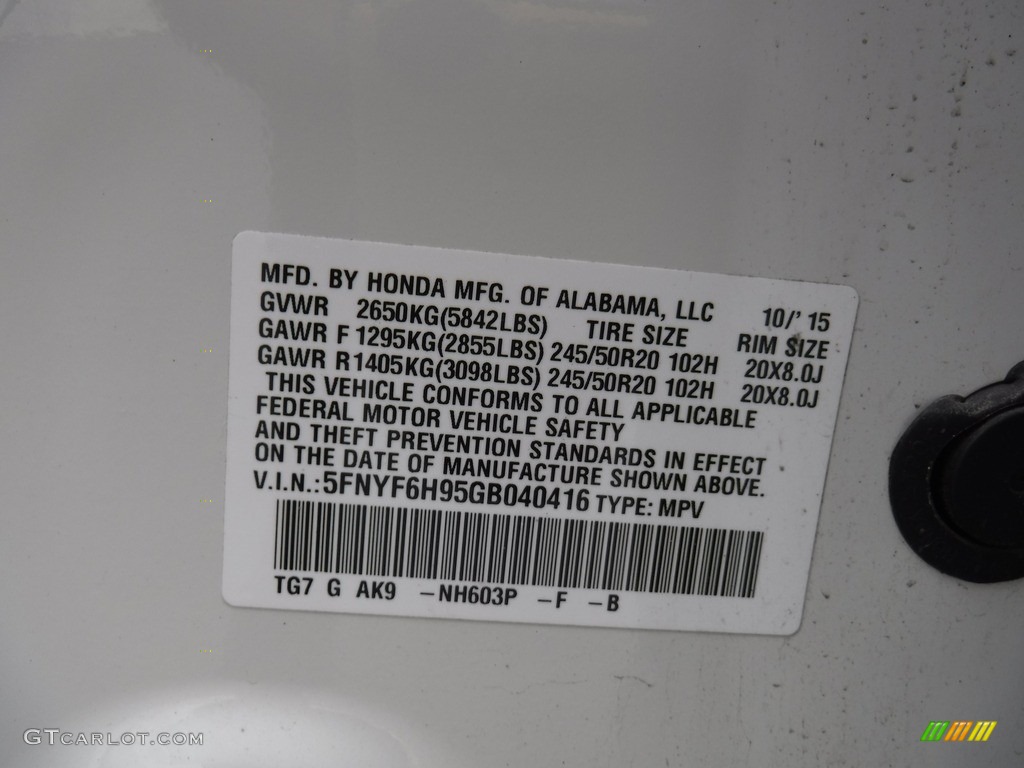 MFD. BY HONDA MFG. OF ALABAMA, LLC 10/' 15
GVWR 2650KG(5842LBS) TIRE SIZE RIM SIZE
GAWR F 1295KG(2855LBS) 245/50R20 102H 20X8.0J
GAWR R 1405KG(3098LBS) 245/50R20 102H 20X8.0J
THIS VEHICLE CONFORMS TO ALL APPLICABLE
FEDERAL MOTOR VEHICLE SAFETY
AND THEFT PREVENTION STANDARDS IN EFFECT
ON THE DATE OF MANUFACTURE SHOWN ABOVE.
V.I.N.:5FNYF6H95GB040416 TYPE: MPV
TG7 G AK9 -NH603P -F -B
GTCARLOT.COM